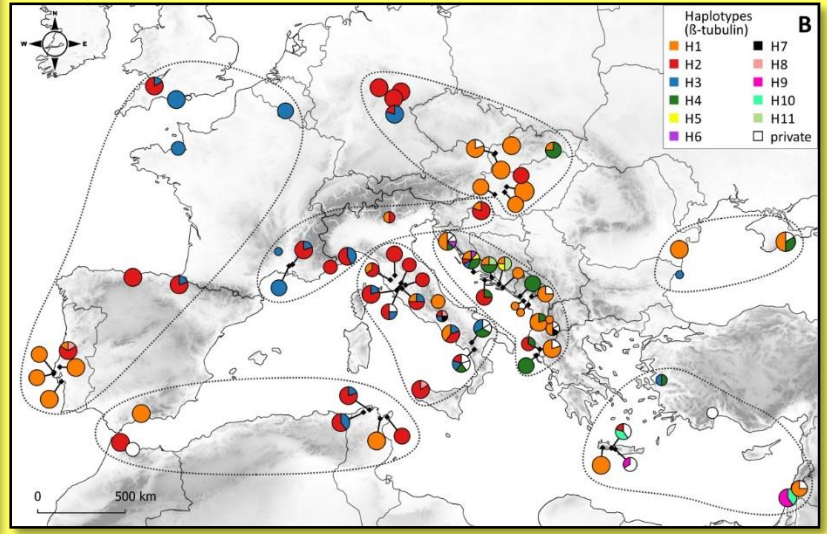 N
W E
S
B
Haplotypes
(ß-tubulin)
H1 H7
H2 H8
H3 H9
H4 H10
H5 H11
H6 private
0 500 km